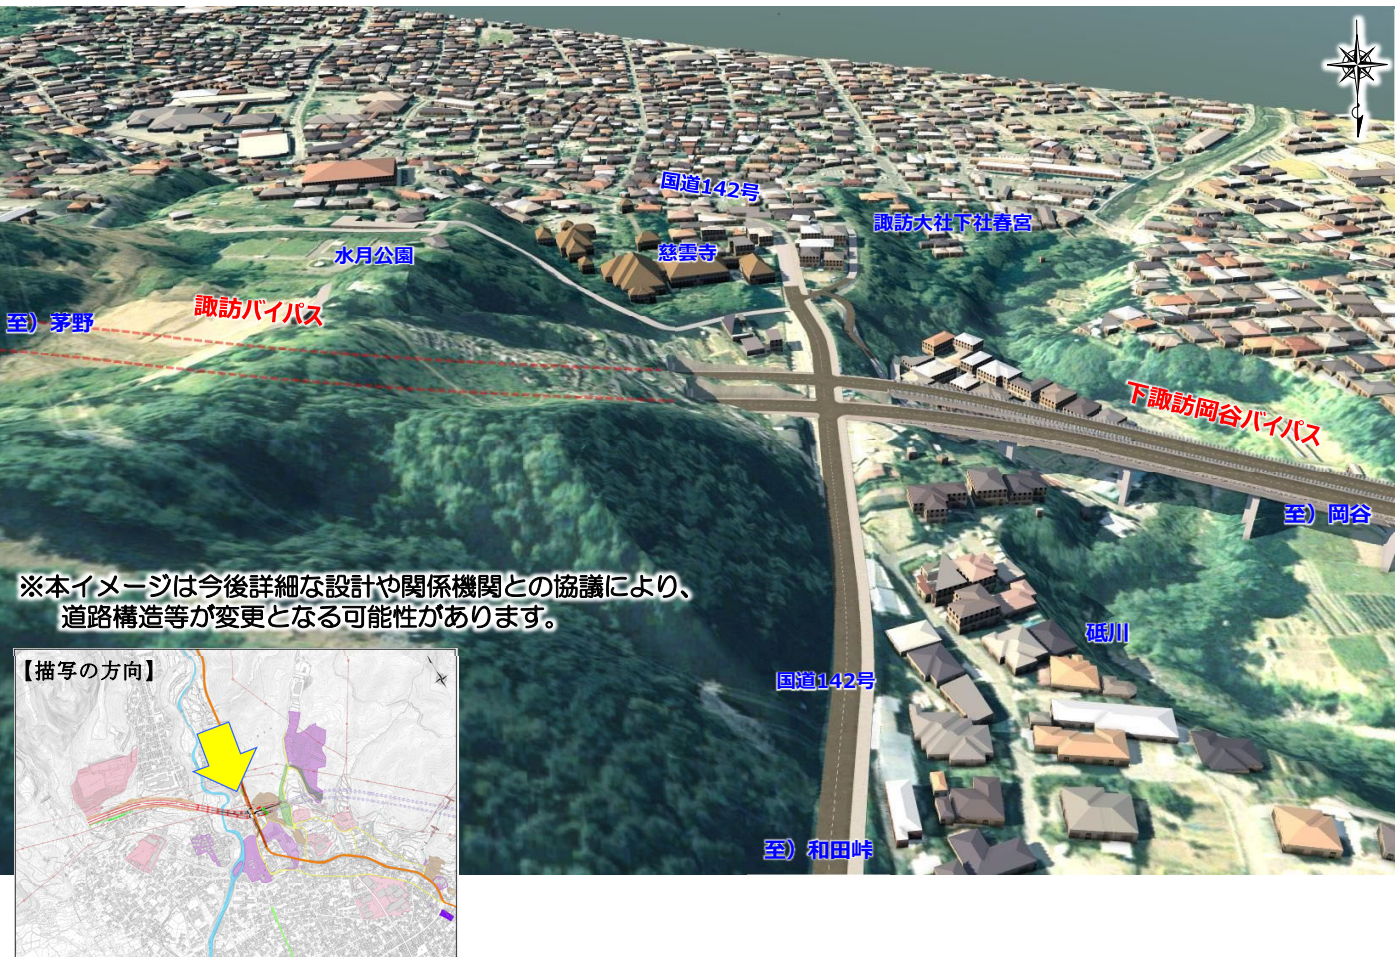 国道142号
諏訪大社下社春宮
水月公園
慈雲寺
諏訪バイパス
至）茅野
下諏訪岡谷バイパス
至）岡谷
※本イメージは今後詳細な設計や関係機関との協議により、
道路構造等が変更となる可能性があります。
砥川
国道142号
至）和田峠
【描写の方向】